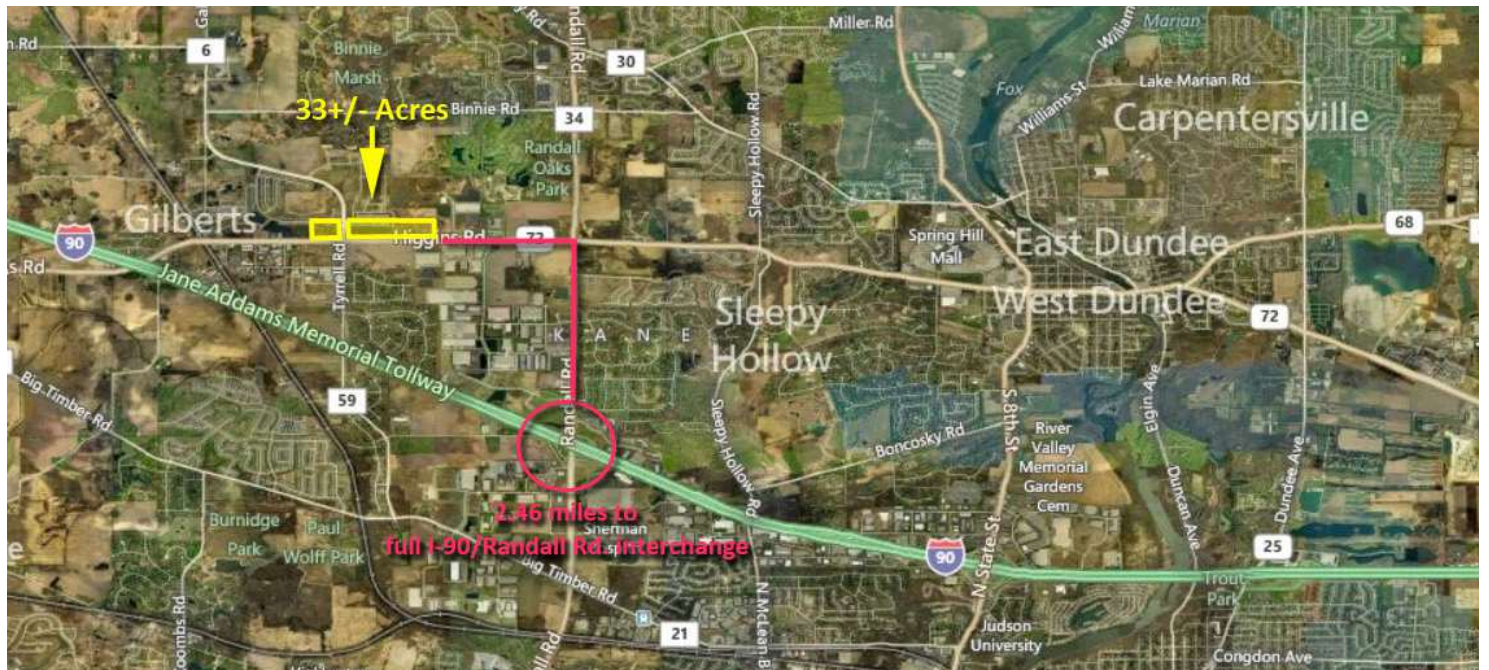 Miller Rd
Marian
6
Binnie
Marsh
30
Lake Marian Rd
33+/- Acres
Binnie Rd
34
Fox
Williams St
Carpentersville
Randall
Oaks
Park
Sleepy Hollow Rd
Gilberts
90
Higgins Rd
72
68
Spring Hill
Mall
East Dundee
Tyrrell Rd
Jane Addams Memorial Tollway
Sleepy
Hollow
West Dundee
72
K A N E
Randall Rd
Big Timber Rd
59
S 8th St
Elgin Ave
Sleepy Hollow Rd
Boncosky Rd
River
Valley
Memorial
Gardens
Cem
Duncan Ave
Dundee Ave
Burnidge
Park
Paul
Wolff Park
2.46 miles to
full I-90/Randall Rd. interchange
Sherman
Big Timber Rd
90
N State St
25
Trout
Park
21
N McLean B
Judson
University
Congdon Ave
Coombs Rd